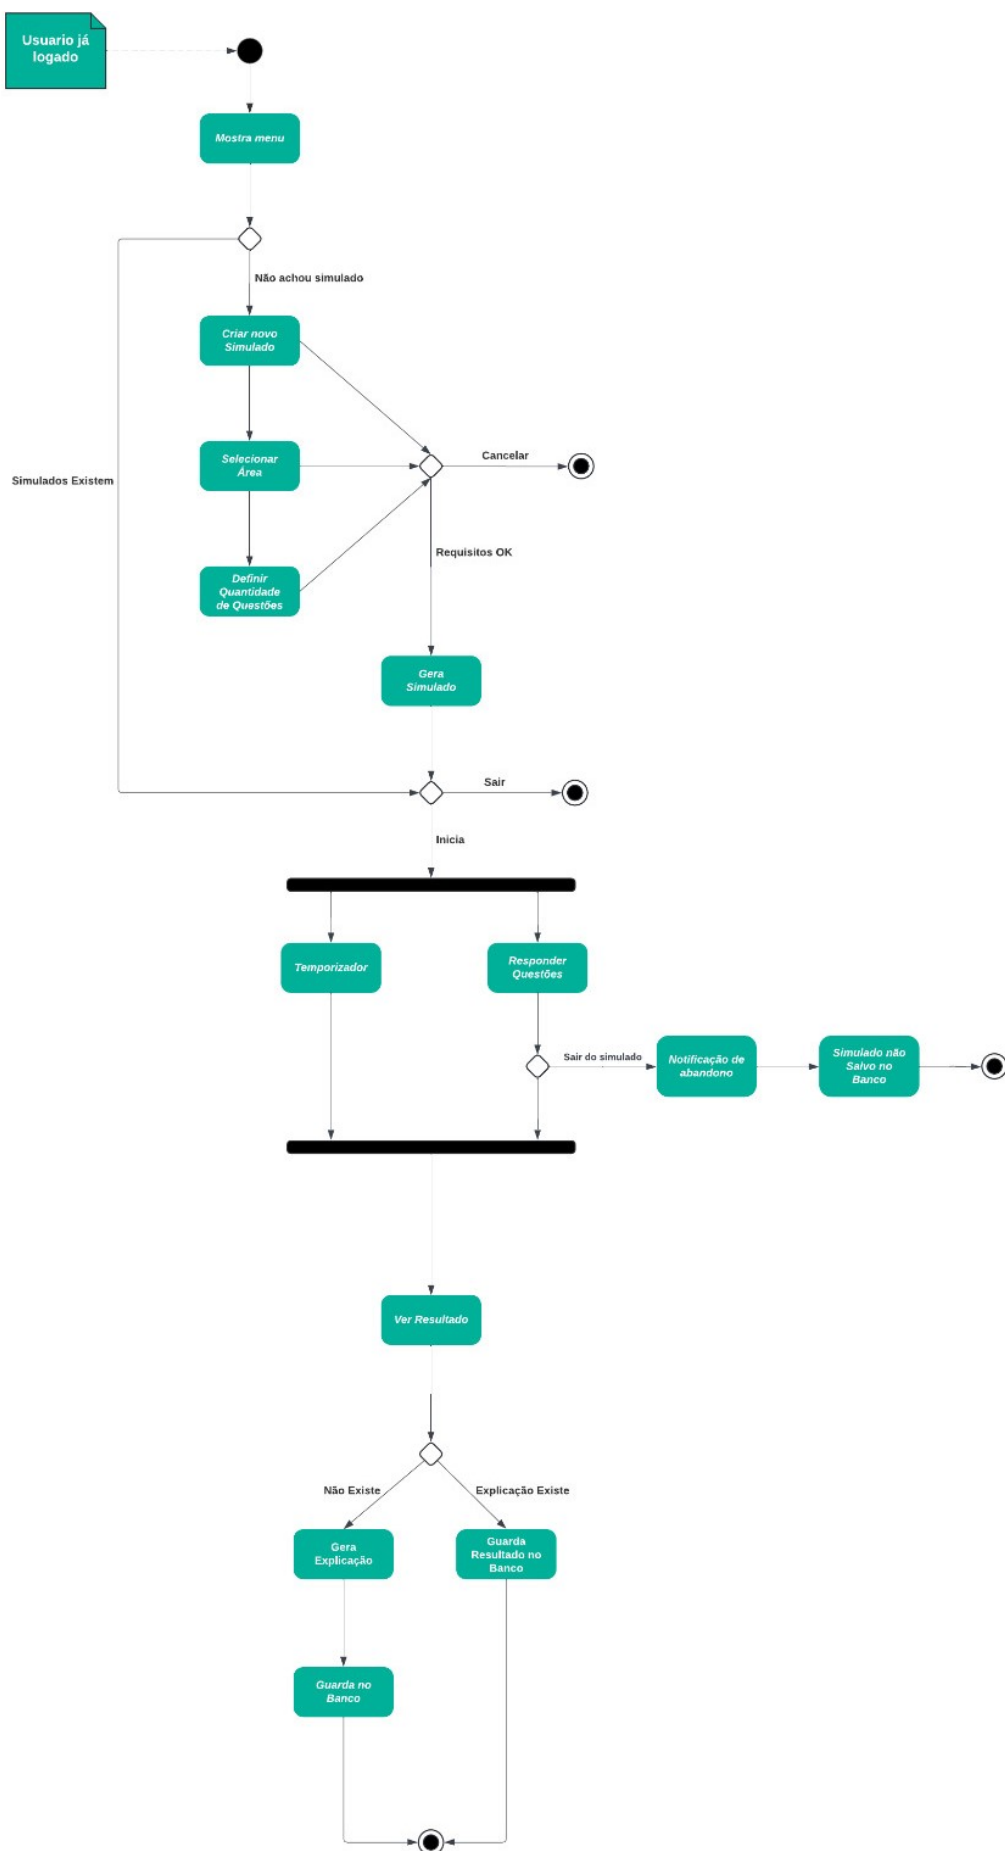 Usuario já
logado
Mostra menu
Não achou simulado
Criar novo
Simulado
Selecionar
Área
Cancelar
Simulados Existem
Requisitos OK
Definir
Quantidade
de Questões
Gera
Simulado
Sair
Inicia
Temporizador
Responder
Questões
Sair do simulado
Notificação de
abandono
Simulado não
Salvo no
Banco
Ver Resultado
Não Existe
Explicação Existe
Gera
Explicação
Guarda
Resultado no
Banco
Guarda no
Banco